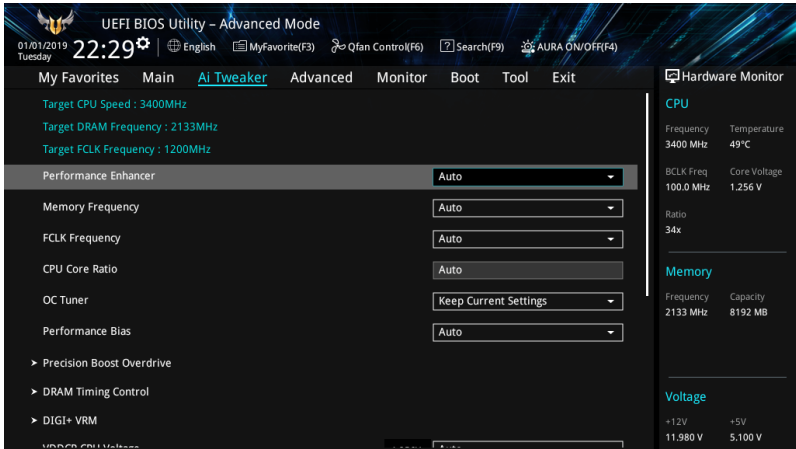 UEFI BIOS Utility – Advanced Mode
01/01/2019 Tuesday 22:29 English MyFavorite(F3) Qfan Control(F6) ? Search(F9) AURA ON/OFF(F4)
My Favorites Main Ai Tweaker Advanced Monitor Boot Tool Exit
Target CPU Speed : 3400MHz
Target DRAM Frequency : 2133MHz
Target FCLK Frequency : 1200MHz
Performance Enhancer Auto
Memory Frequency Auto
FCLK Frequency Auto
CPU Core Ratio Auto
OC Tuner Keep Current Settings
Performance Bias Auto
> Precision Boost Overdrive
> DRAM Timing Control
> DIGI+ VRM
VDDCR CPU Voltage Auto
Hardware Monitor
CPU
Frequency Temperature
3400 MHz 49°C
BCLK Freq Core Voltage
100.0 MHz 1.256 V
Ratio
34x
Memory
Frequency Capacity
2133 MHz 8192 MB
Voltage
+12V +5V
11.980 V 5.100 V